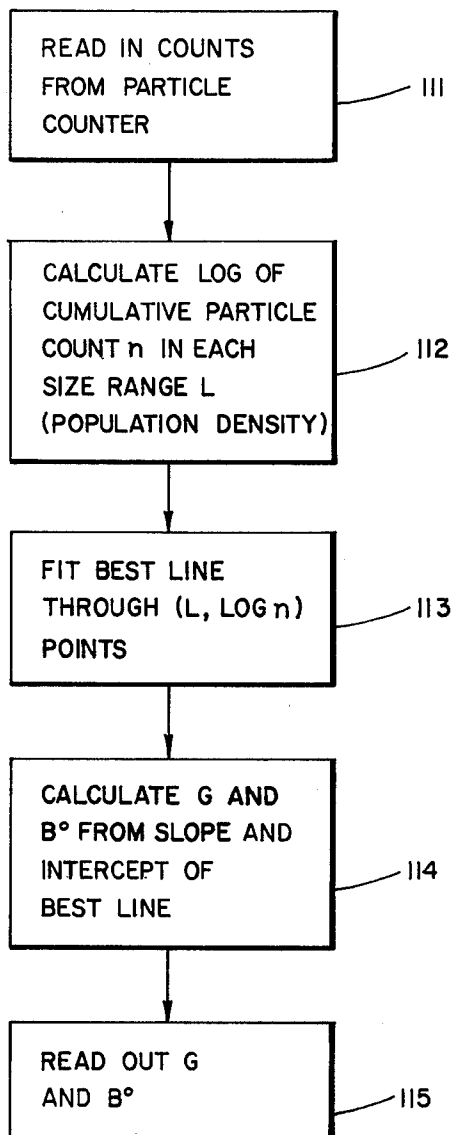 READ IN COUNTS
FROM PARTICLE
COUNTER
111
CALCULATE LOG OF
CUMULATIVE PARTICLE
COUNT n IN EACH
SIZE RANGE L
(POPULATION DENSITY)
112
FIT BEST LINE
THROUGH (L, LOG n)
POINTS
113
CALCULATE G AND
B° FROM SLOPE AND
INTERCEPT OF
BEST LINE
114
READ OUT G
AND B°
115